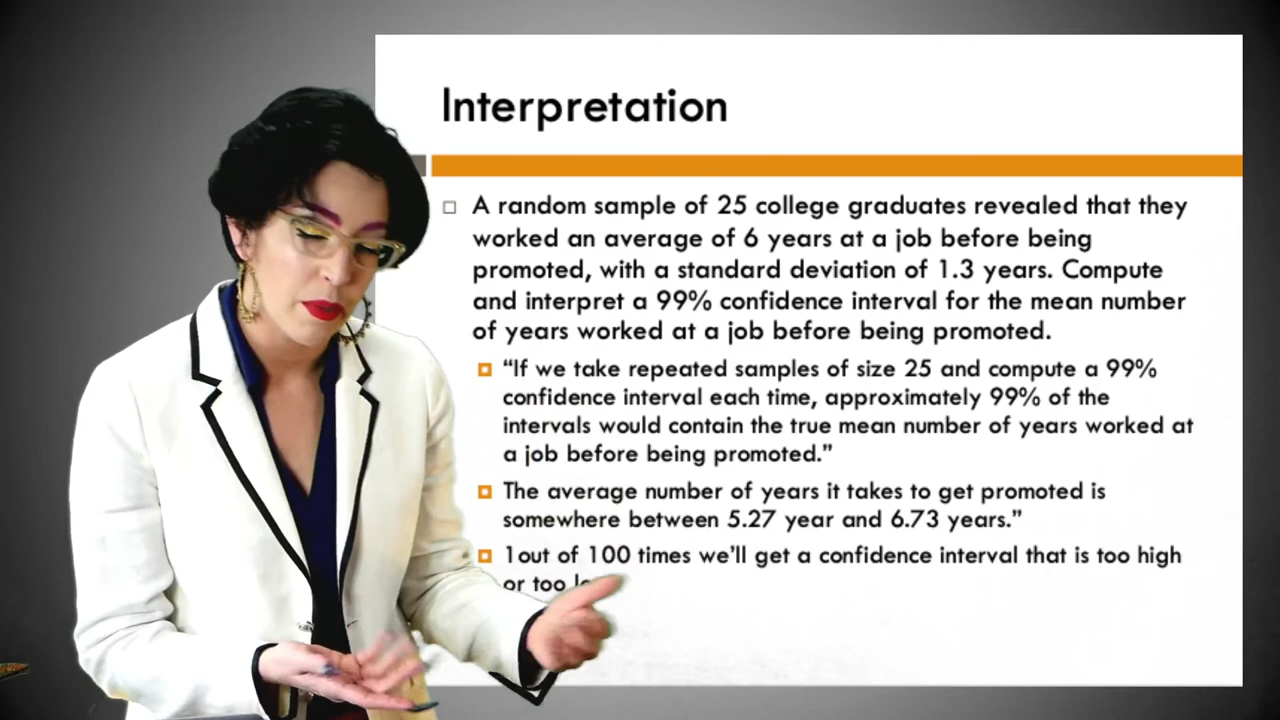 Interpretation
A random sample of 25 college graduates revealed that they
worked an average of 6 years at a job before being
promoted, with a standard deviation of 1.3 years. Compute
and interpret a 99% confidence interval for the mean number
of years worked at a job before being promoted.
“If we take repeated samples of size 25 and compute a 99%
confidence interval each time, approximately 99% of the
intervals would contain the true mean number of years worked at
a job before being promoted.”
The average number of years it takes to get promoted is
somewhere between 5.27 year and 6.73 years.”
1out of 100 times we’ll get a confidence interval that is too high
or too